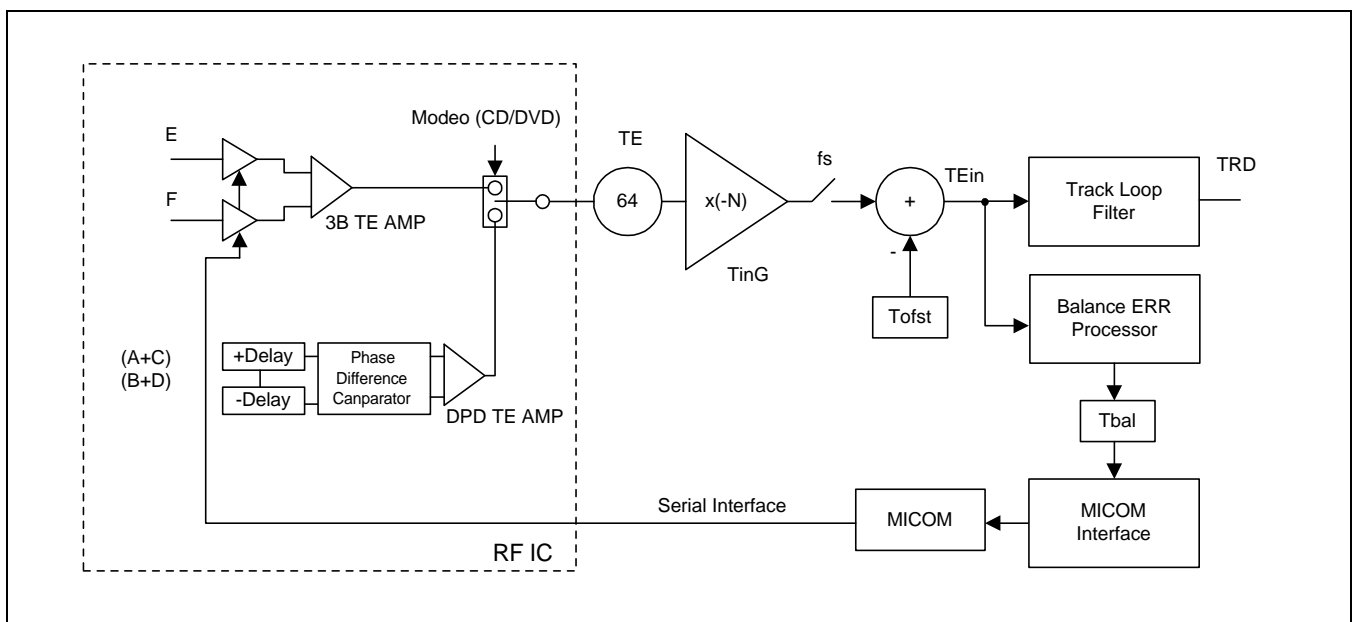 Modeo (CD/DVD)
E
F
3B TE AMP
TE
64
x(-N)
TinG
fs
+
-
TEin
Tofst
Track Loop
Filter
TRD
Balance ERR
Processor
(A+C)
(B+D)
+Delay
-Delay
Phase
Difference
Canparator
DPD TE AMP
Tbal
Serial Interface
MICOM
MICOM
Interface
RF IC